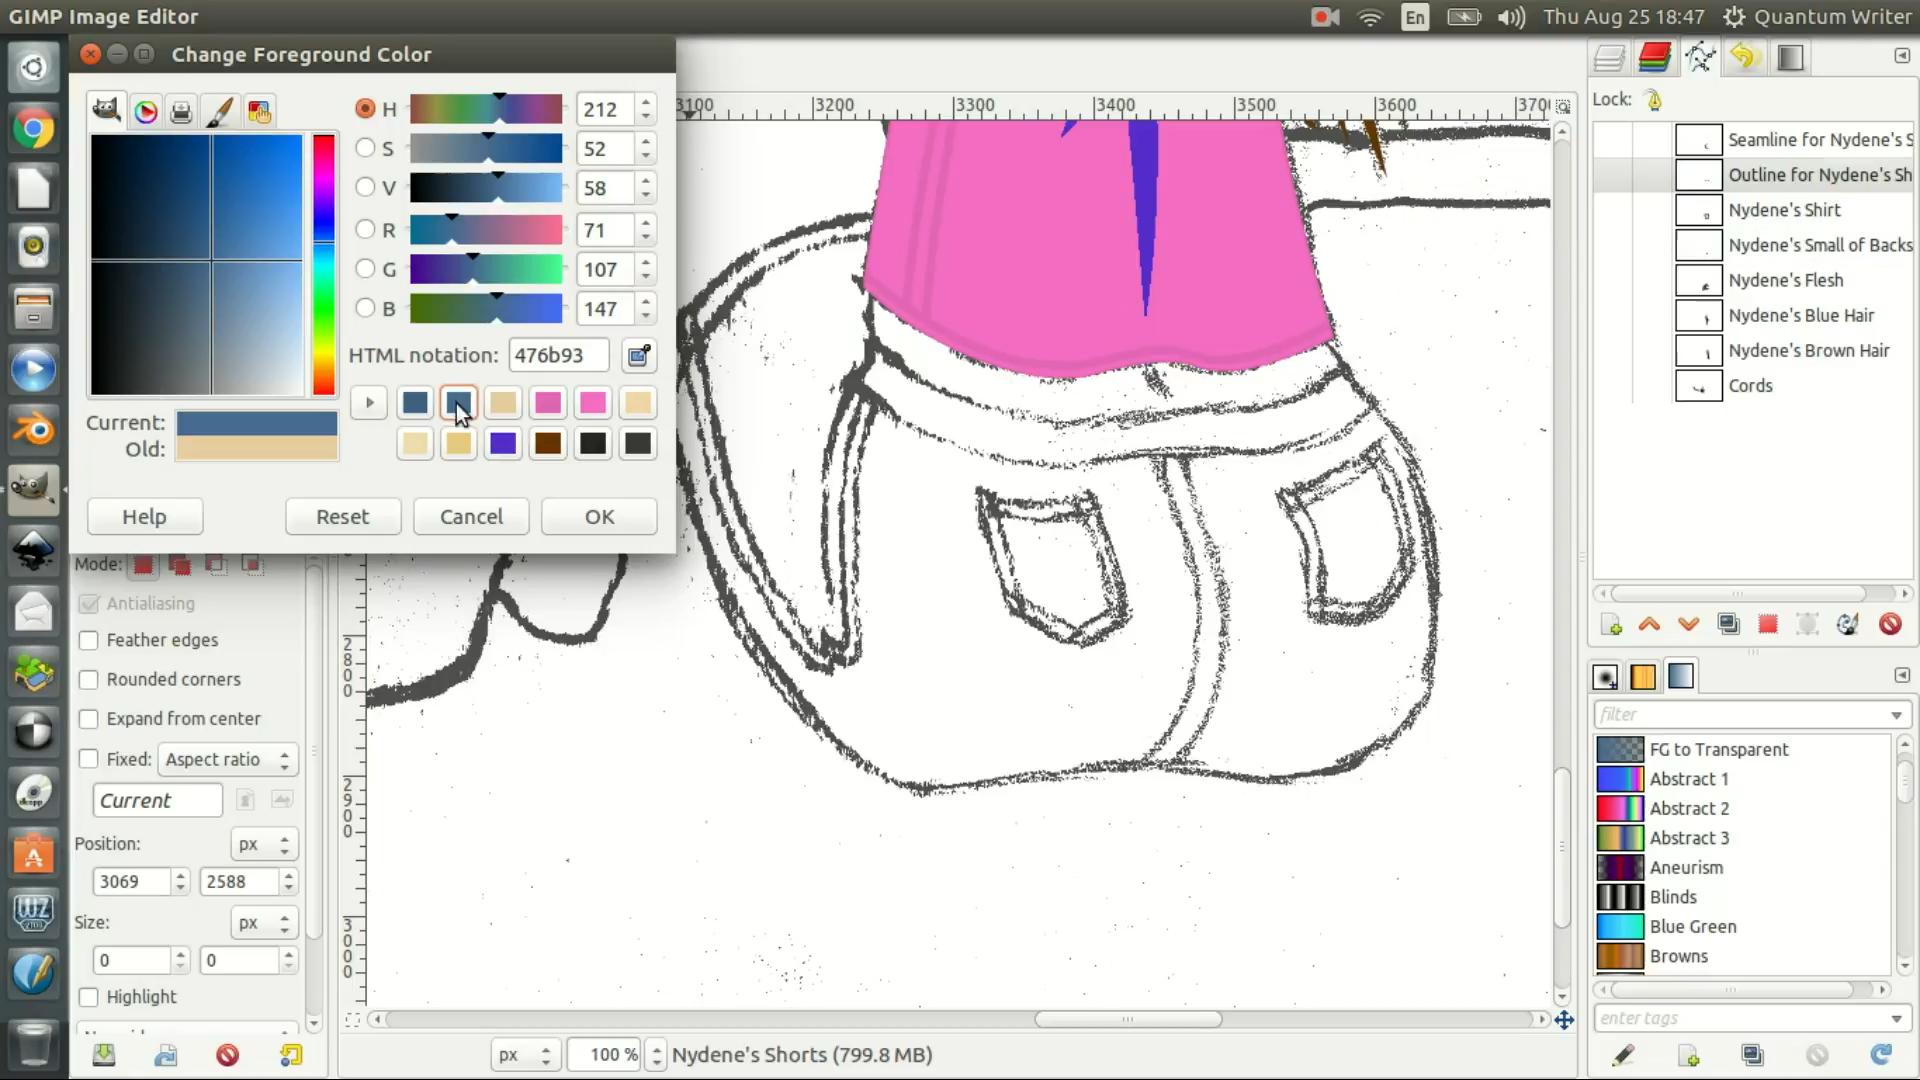 GIMP Image Editor
En
Thu Aug 25 18:47
Quantum Writer
Change Foreground Color
H 212
S 52
V 58
R 71
G 107
B 147
HTML notation: 476b93
Current:
Old:
Help
Reset
Cancel
OK
3100
3200
3300
3400
3500
3600
3700
Mode:
Antialiasing
Feather edges
Rounded corners
Expand from center
Fixed: Aspect ratio
Current
Position:
px
3069
2588
Size:
px
0
0
Highlight
2800
2900
3000
px
100 %
Nydene's Shorts (799.8 MB)
Lock:
Seamline for Nydene's S
Outline for Nydene's Sh
Nydene's Shirt
Nydene's Small of Backs
Nydene's Flesh
Nydene's Blue Hair
Nydene's Brown Hair
Cords
filter
FG to Transparent
Abstract 1
Abstract 2
Abstract 3
Aneurism
Blinds
Blue Green
Browns
enter tags